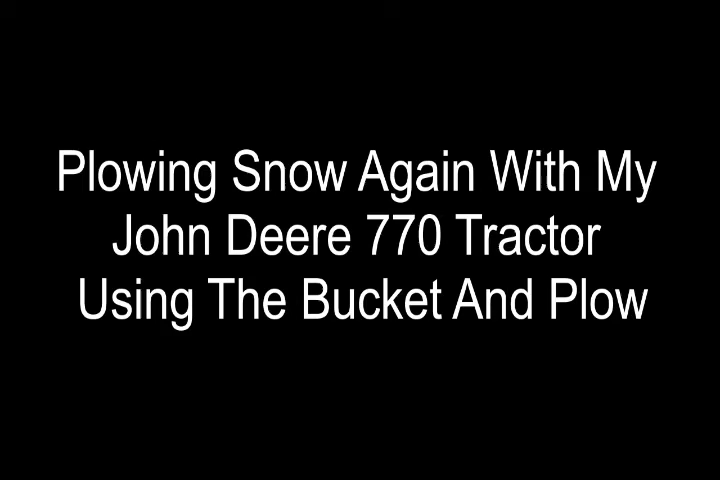 Plowing Snow Again With My
John Deere 770 Tractor
Using The Bucket And Plow